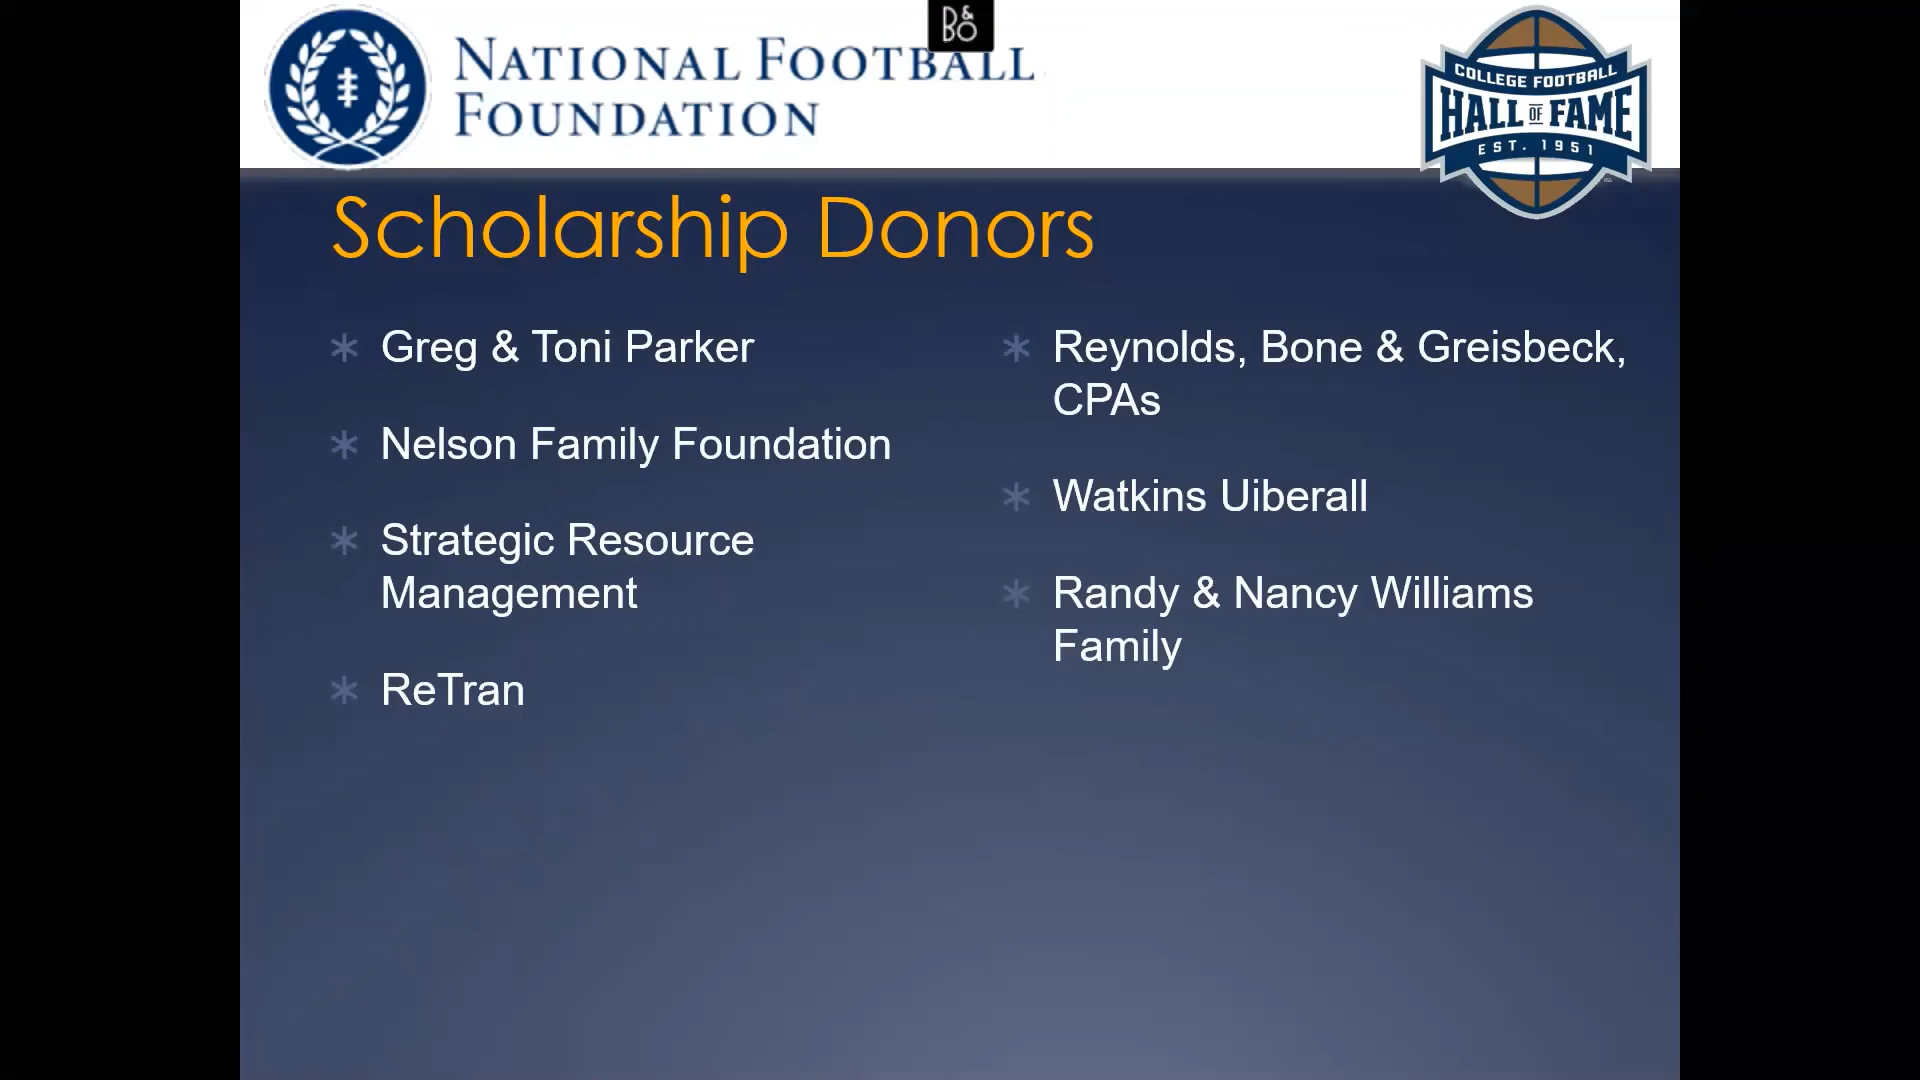 NATIONAL FOOTBALL
FOUNDATION
B&O
COLLEGE FOOTBALL
HALL OF FAME
EST. 1951
Scholarship Donors
Greg & Toni Parker
Nelson Family Foundation
Strategic Resource
Management
ReTran
Reynolds, Bone & Greisbeck,
CPAs
Watkins Uiberall
Randy & Nancy Williams
Family